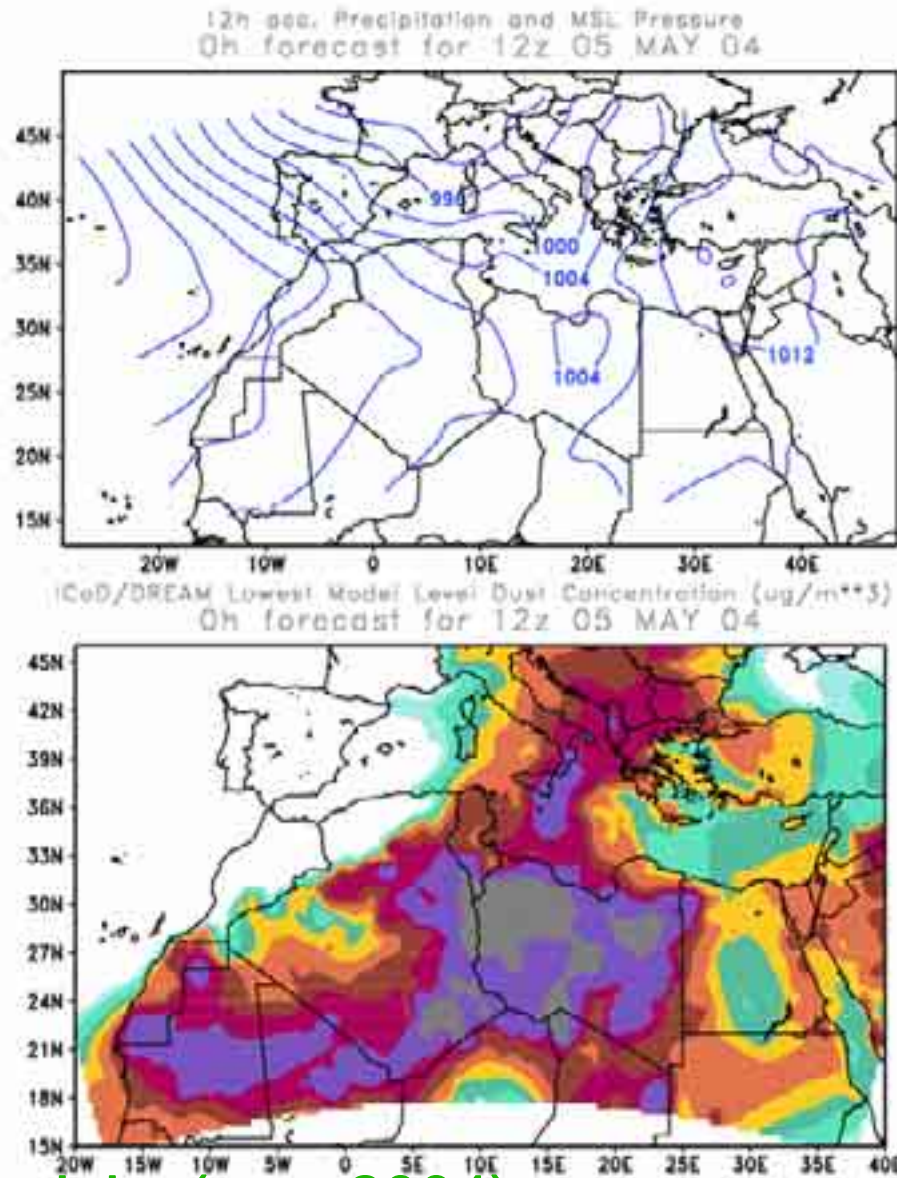 12h acc. Precipitation and MSL Pressure
0h forecast for 12z 05 MAY 04
45N
40N
35N
30N
25N
20N
15N
1000
1004
1004
1012
20W 10W 0 10E 20E 30E 40E
ICoD/DREAM Lowest Model Level Dust Concentration (ug/m**3)
0h forecast for 12z 05 MAY 04
45N
42N
39N
36N
33N
30N
27N
24N
21N
18N
15N
20W 15W 10W 5W 0 5E 10E 15E 20E 25E 30E 35E 40E